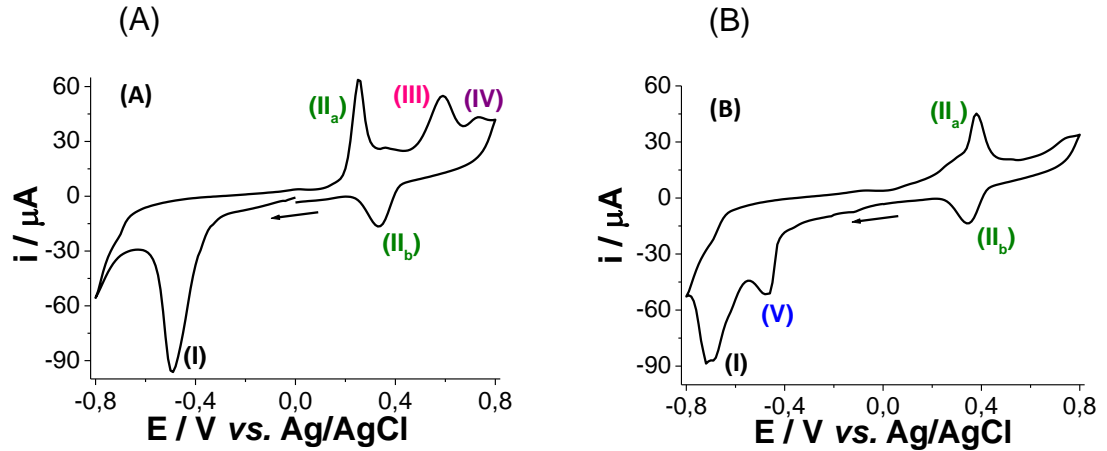 (A)
(A)
60
30
0
-30
-60
-90
i / μA
(IIa)
(III)
(IV)
(IIb)
(I)
-0,8
-0,4
0,0
0,4
0,8
E / V vs. Ag/AgCl
(B)
(B)
60
30
0
-30
-60
-90
i / μA
(IIa)
(IIb)
(V)
(I)
-0,8
-0,4
0,0
0,4
0,8
E / V vs. Ag/AgCl